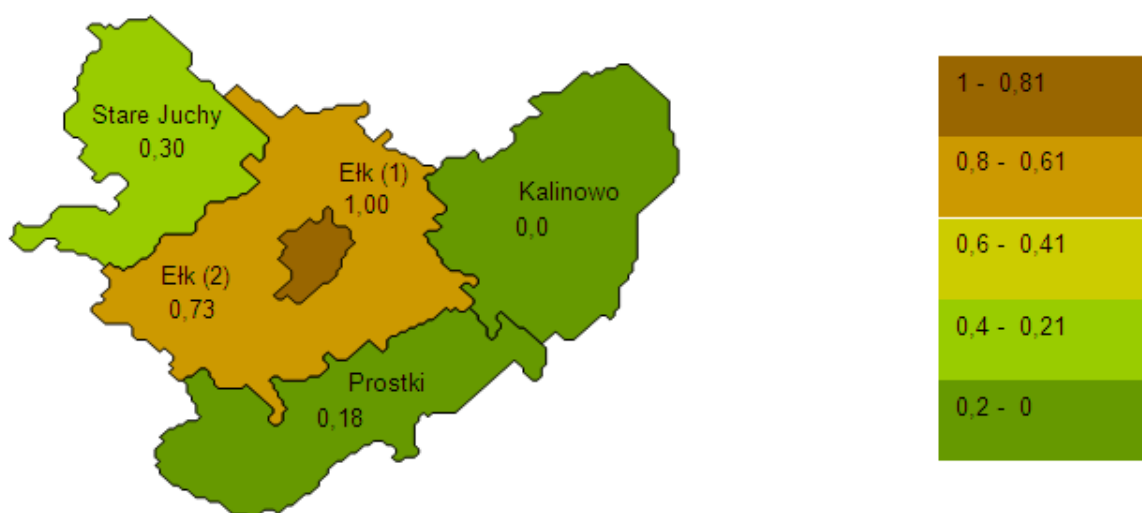 Stare Juchy
0,30
Ełk (1)
1,00
Kalinowo
0,0
Ełk (2)
0,73
Prostki
0,18
1 - 0,81
0,8 - 0,61
0,6 - 0,41
0,4 - 0,21
0,2 - 0